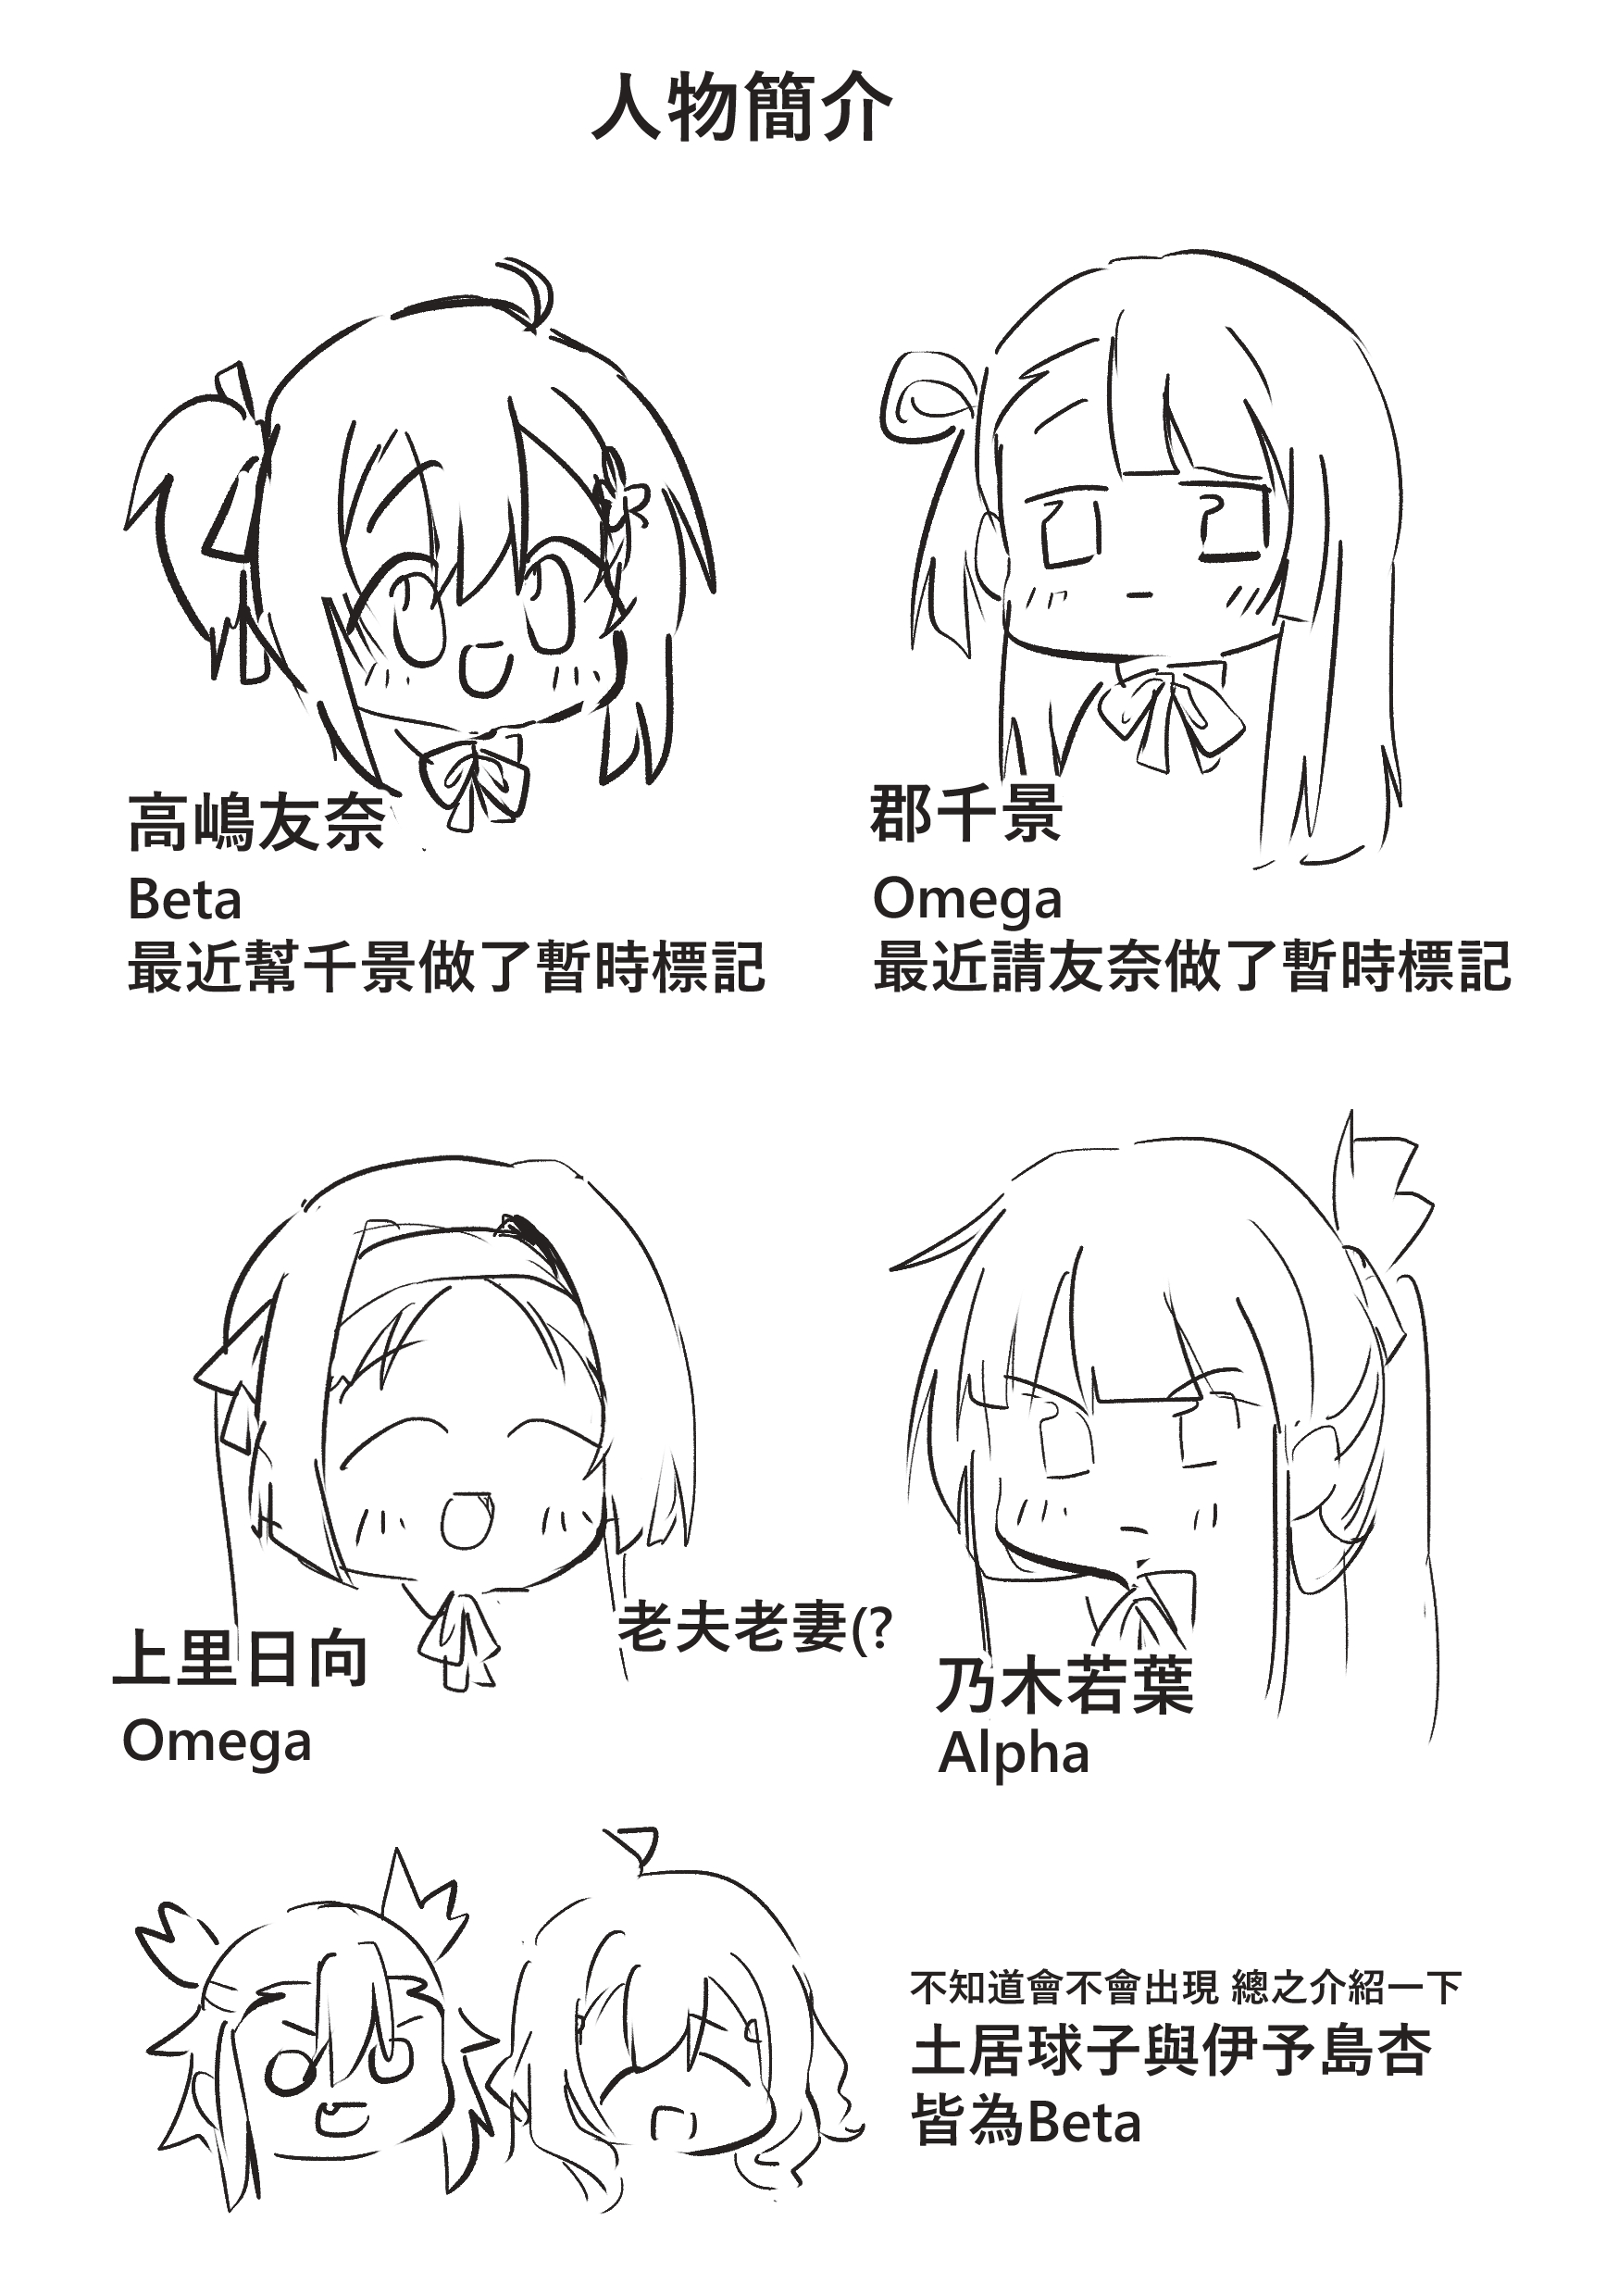 人物簡介
高嶋友奈
Beta
最近幫千景做了暫時標記
郡千景
Omega
最近請友奈做了暫時標記
上里日向
Omega
老夫老妻(?
乃木若葉
Alpha
不知道會不會出現 總之介紹一下
土居球子與伊予島杏
皆為Beta